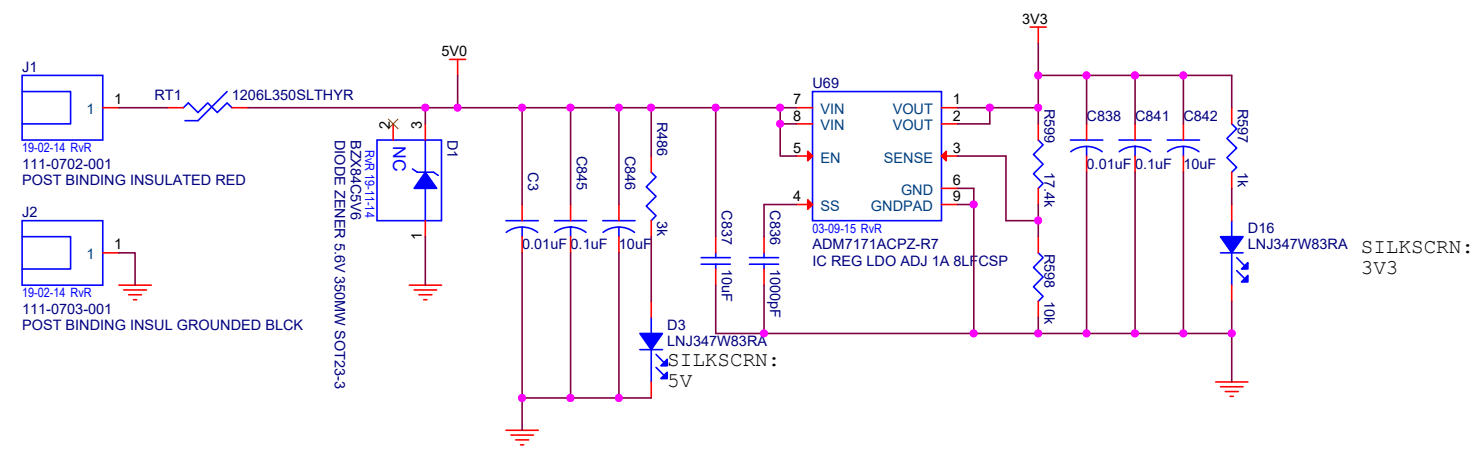 3V3
5V0
J1
1
1
19-02-14 RvR
111-0702-001
POST BINDING INSULATED RED
RT1
1206L350SLTHYR
J2
1
1
19-02-14 RvR
111-0703-001
POST BINDING INSUL GROUNDED BLCK
2
3
NC
1
D1
RvR 19-11-14
BZX84C5V6
DIODE ZENER 5.6V 350MW SOT23-3
C3
0.01uF
C845
0.1uF
C846
10uF
R486
3k
D3
LNJ347W83RA
SILKSCRN:
5V
C837
10uF
C836
1000pF
U69
7
VIN
VOUT
1
8
VIN
VOUT
2
5
EN
SENSE
3
4
SS
GND
6
GNDPAD
9
03-09-15 RvR
ADM7171ACPZ-R7
IC REG LDO ADJ 1A 8LFCSP
R599
17.4k
R598
10k
C838
0.01uF
C841
0.1uF
C842
10uF
R597
1k
D16
LNJ347W83RA
SILKSCRN:
3V3